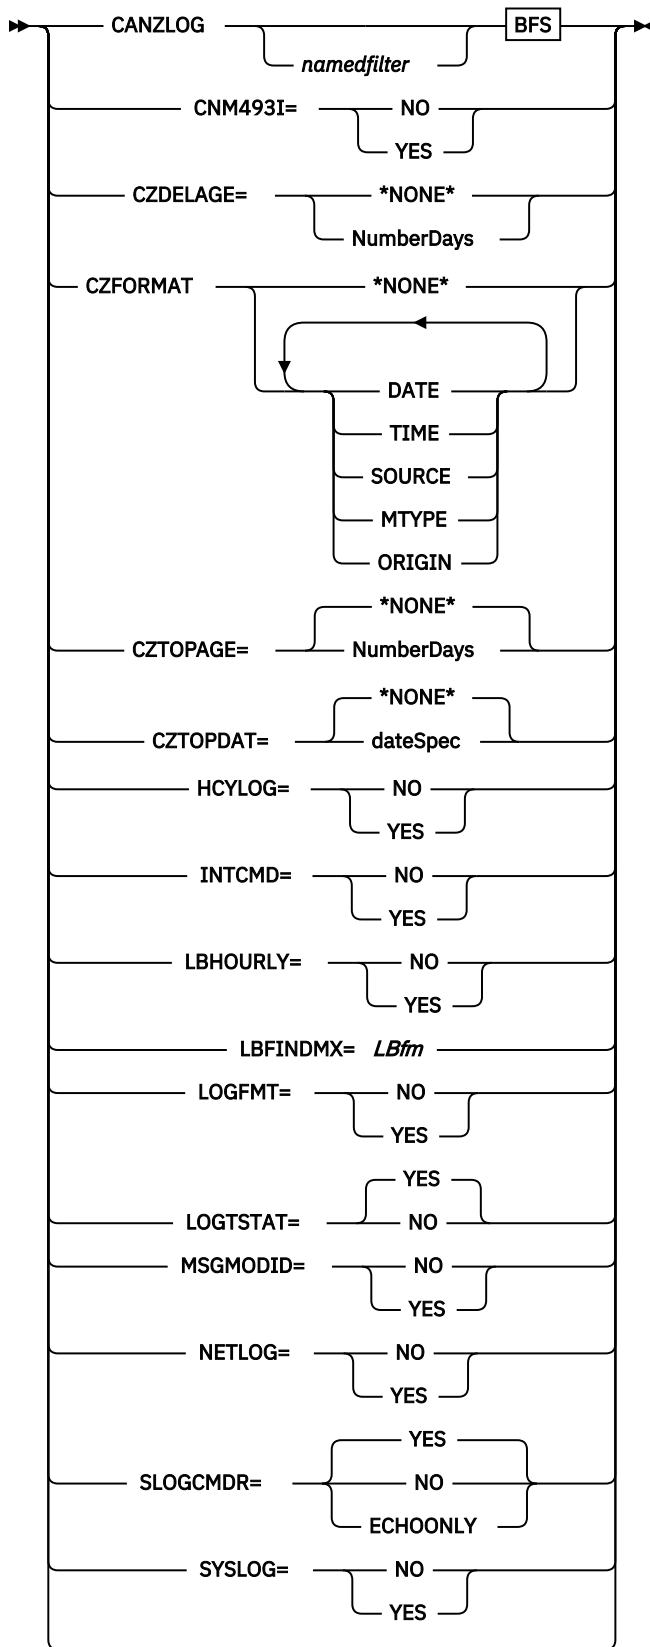 CANZLOG BFS
namedfilter
CNM493I= NO
YES
CZDELAGE= *NONE*
NumberDays
CZFORMAT *NONE*
DATE
TIME
SOURCE
MTYPE
ORIGIN
*NONE*
CZTOPAGE= NumberDays
*NONE*
CZTOPDAT= dateSpec
HCYLOG= NO
YES
INTCMD= NO
YES
LBHOURLY= NO
YES
LBFINDMX= LBfm
LOGFMT= NO
YES
YES
LOGTSTAT= NO
MSGMODID= NO
YES
NETLOG= NO
YES
YES
SLOGCMDR= NO
ECHOONLY
SYSLOG= NO
YES